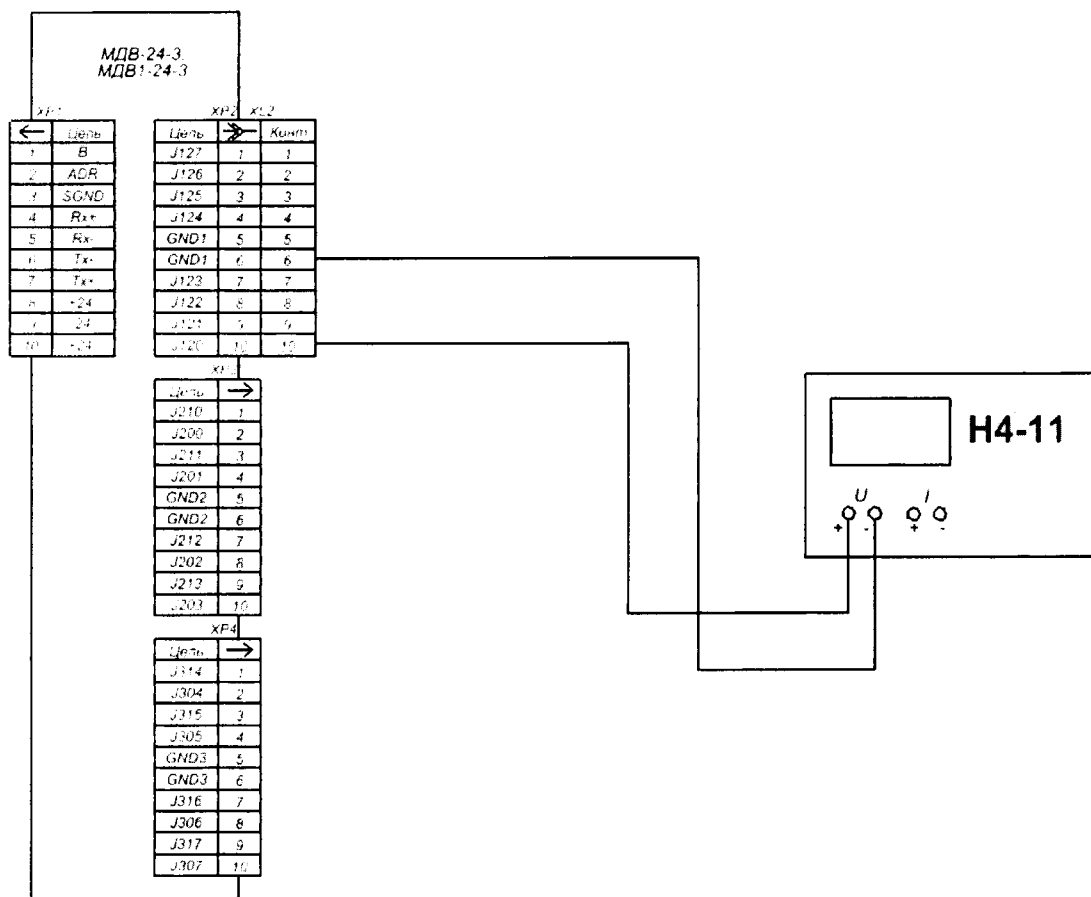 МДВ-24-3,
МДВ1-24-3
XP1
Цепь
1 B
2 ADR
3 SGND
4 Rx+
5 Rx-
6 Tx-
7 Tx+
8 +24
9 -24
10 +24
XP2 XL2
Цепь Конт
J127 1 1
J126 2 2
J125 3 3
J124 4 4
GND1 5 5
GND1 6 6
J123 7 7
J122 8 8
J121 9 9
J120 10 10
XP3
Цепь
J210 1
J200 2
J211 3
J201 4
GND2 5
GND2 6
J212 7
J202 8
J213 9
J203 10
XP4
Цепь
J314 1
J304 2
J315 3
J305 4
GND3 5
GND3 6
J316 7
J306 8
J317 9
J307 10
Н4-11
U I
+ - + -